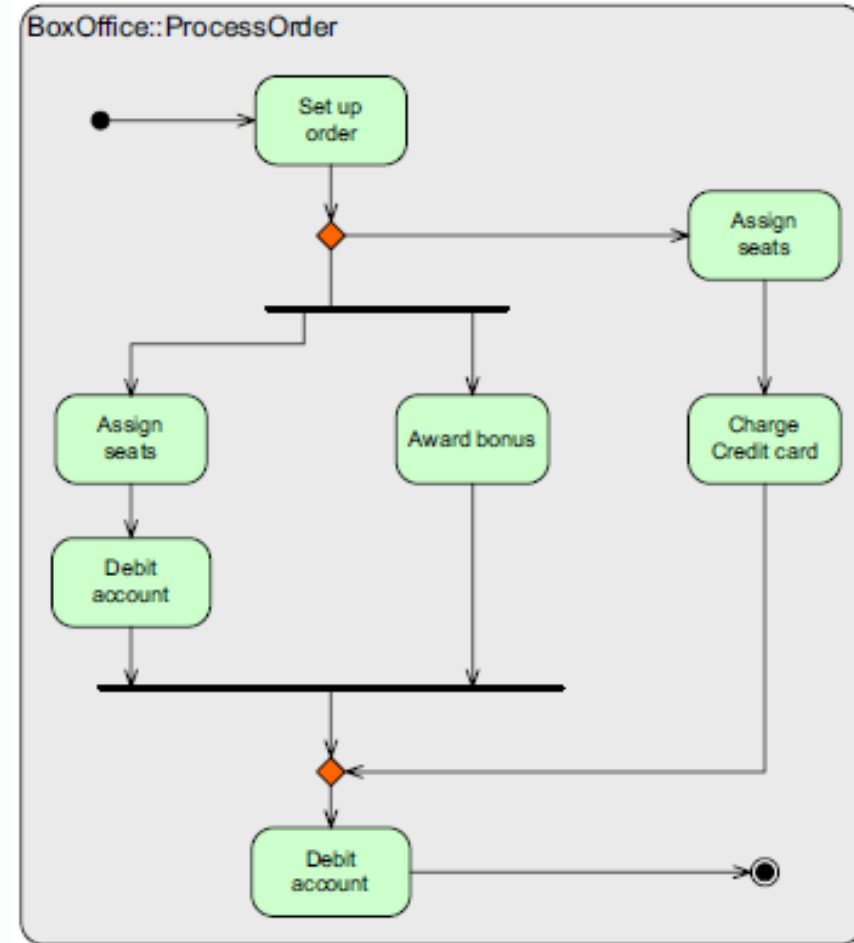 BoxOffice::ProcessOrder
Set up
order
Assign
seats
Assign
seats
Award bonus
Charge
Credit card
Debit
account
Debit
account